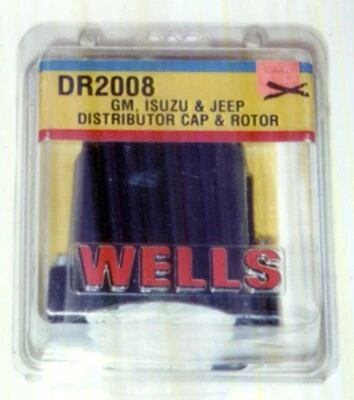 DR2008
GM, ISUZU & JEEP
DISTRIBUTOR CAP & ROTOR
WELLS